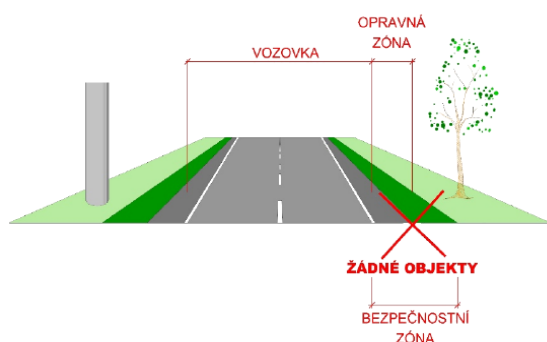 OPRAVNÁ
ZÓNA
VOZOVKA
ŽÁDNÉ OBJEKTY
BEZPEČNOSTNÍ
ZÓNA